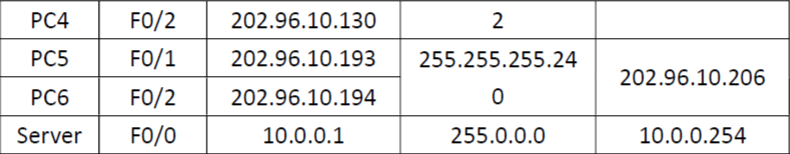 PC4 F0/2 202.96.10.130 2
PC5 F0/1 202.96.10.193 255.255.255.24
0 202.96.10.206
PC6 F0/2 202.96.10.194
Server F0/0 10.0.0.1 255.0.0.0 10.0.0.254